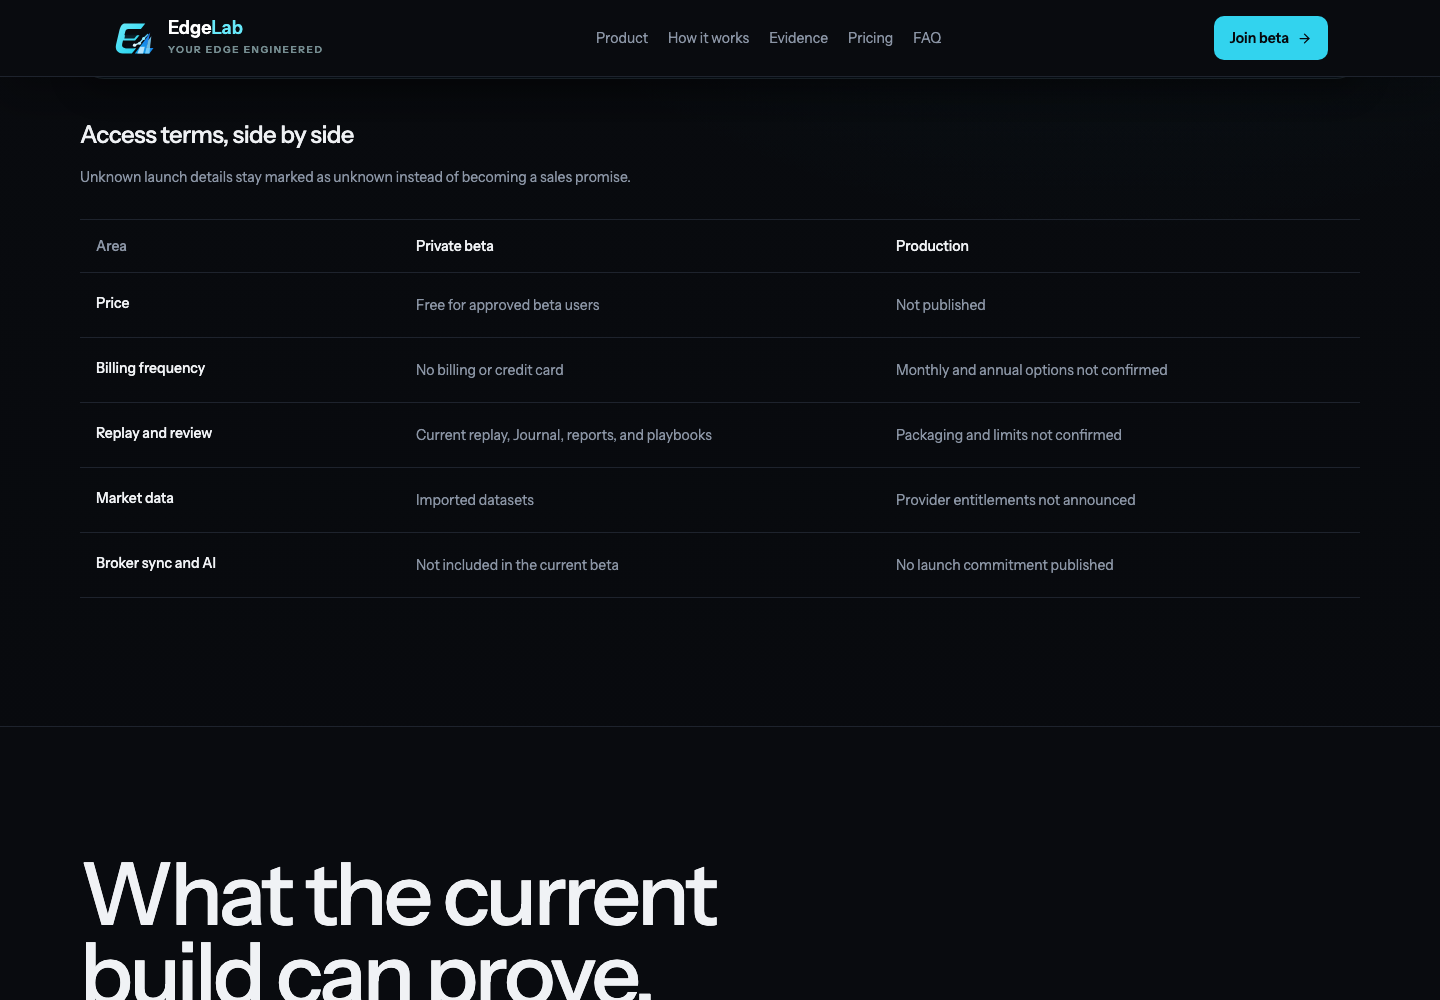 EdgeLab
YOUR EDGE ENGINEERED
Product How it works Evidence Pricing FAQ
Join beta
Access terms, side by side
Unknown launch details stay marked as unknown instead of becoming a sales promise.
Area Private beta Production
Price Free for approved beta users Not published
Billing frequency No billing or credit card Monthly and annual options not confirmed
Replay and review Current replay, Journal, reports, and playbooks Packaging and limits not confirmed
Market data Imported datasets Provider entitlements not announced
Broker sync and AI Not included in the current beta No launch commitment published
What the current
build can prove.